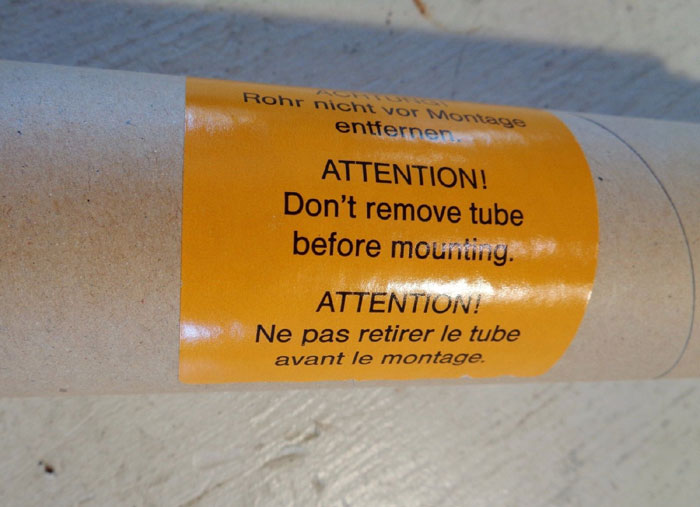 ACHTUNG!
Rohr nicht vor Montage
entfernen.
ATTENTION!
Don't remove tube
before mounting.
ATTENTION!
Ne pas retirer le tube
avant le montage.